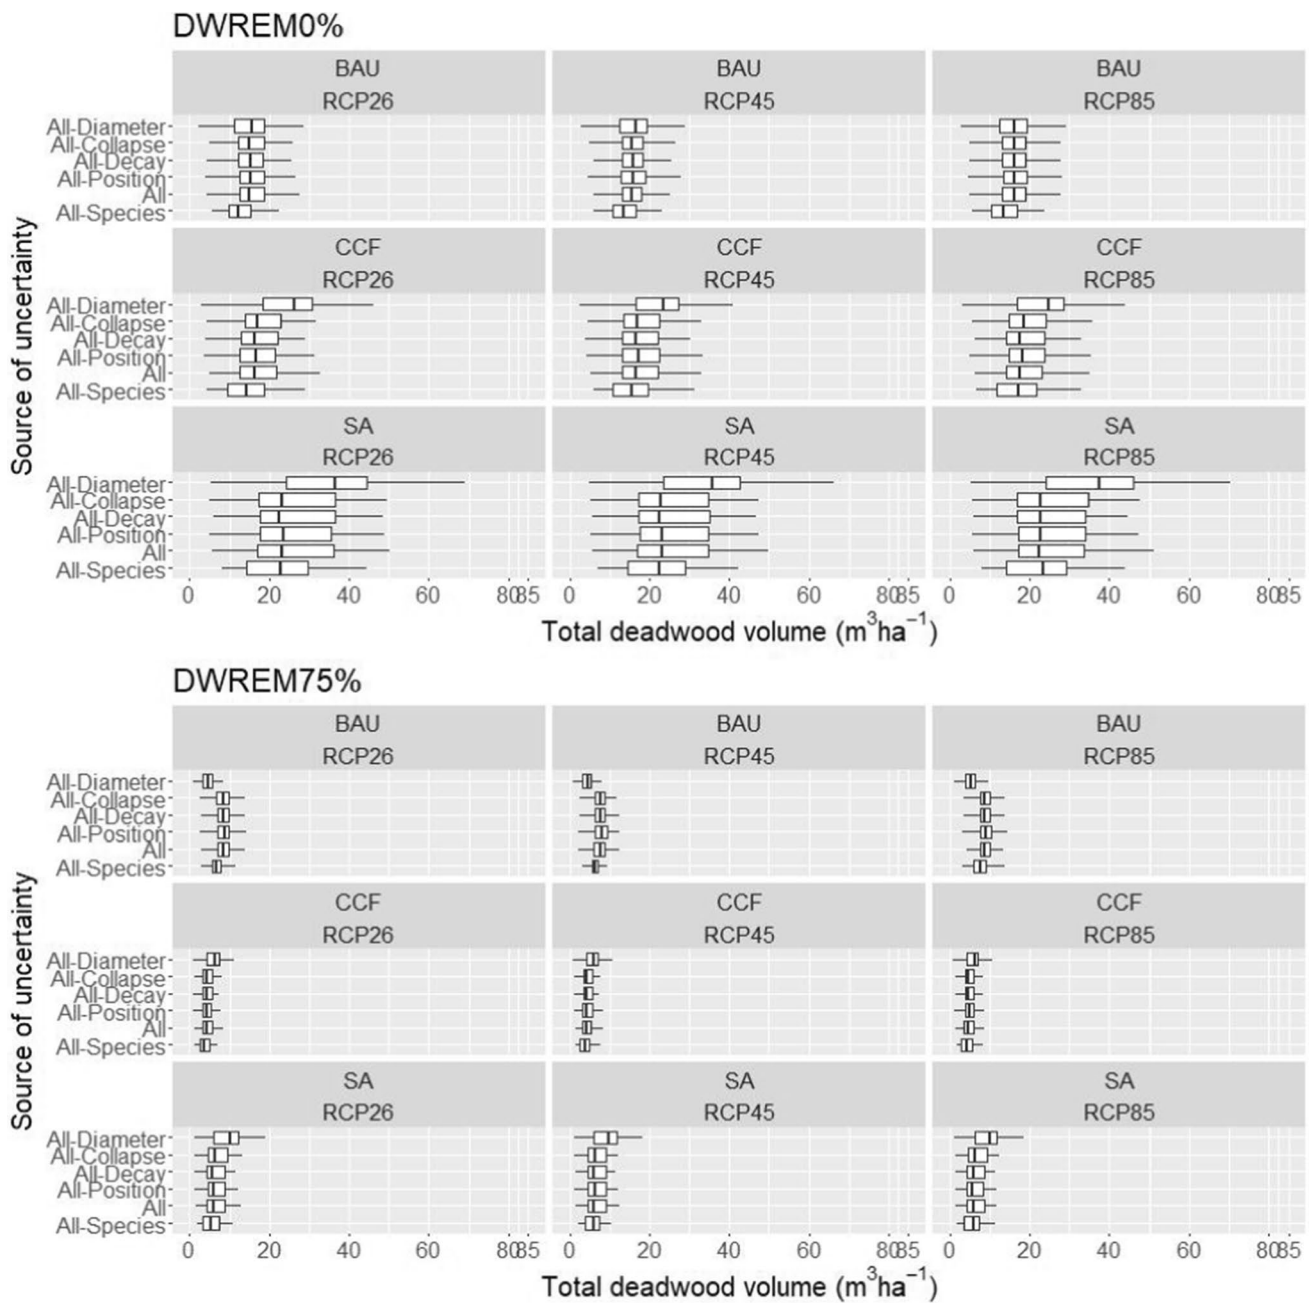 DWREM0%
BAU BAU BAU
RCP26 RCP45 RCP85
All-Diameter
All-Collapse
All-Decay
All-Position
All
All-Species
CCF CCF CCF
RCP26 RCP45 RCP85
All-Diameter
All-Collapse
All-Decay
All-Position
All
All-Species
SA SA SA
RCP26 RCP45 RCP85
All-Diameter
All-Collapse
All-Decay
All-Position
All
All-Species
Source of uncertainty
0 20 40 60 80 85 0 20 40 60 80 85 0 20 40 60 80 85
Total deadwood volume (m³ha⁻¹)
DWREM75%
BAU BAU BAU
RCP26 RCP45 RCP85
All-Diameter
All-Collapse
All-Decay
All-Position
All
All-Species
CCF CCF CCF
RCP26 RCP45 RCP85
All-Diameter
All-Collapse
All-Decay
All-Position
All
All-Species
SA SA SA
RCP26 RCP45 RCP85
All-Diameter
All-Collapse
All-Decay
All-Position
All
All-Species
Source of uncertainty
0 20 40 60 80 85 0 20 40 60 80 85 0 20 40 60 80 85
Total deadwood volume (m³ha⁻¹)